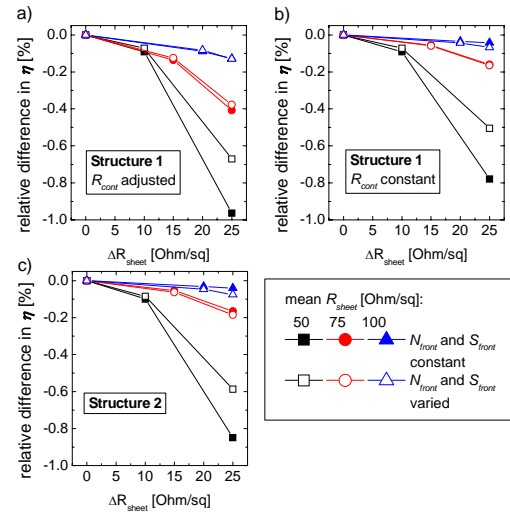 a)
relative difference in η [%]
0.0
-0.2
-0.4
-0.6
-0.8
-1.0
Structure 1
R_cont adjusted
0 5 10 15 20 25
ΔR_sheet [Ohm/sq]
b)
relative difference in η [%]
0.0
-0.2
-0.4
-0.6
-0.8
-1.0
Structure 1
R_cont constant
0 5 10 15 20 25
ΔR_sheet [Ohm/sq]
c)
relative difference in η [%]
0.0
-0.2
-0.4
-0.6
-0.8
-1.0
Structure 2
0 5 10 15 20 25
ΔR_sheet [Ohm/sq]
mean R_sheet [Ohm/sq]:
50 75 100
N_front and S_front
constant
N_front and S_front
varied